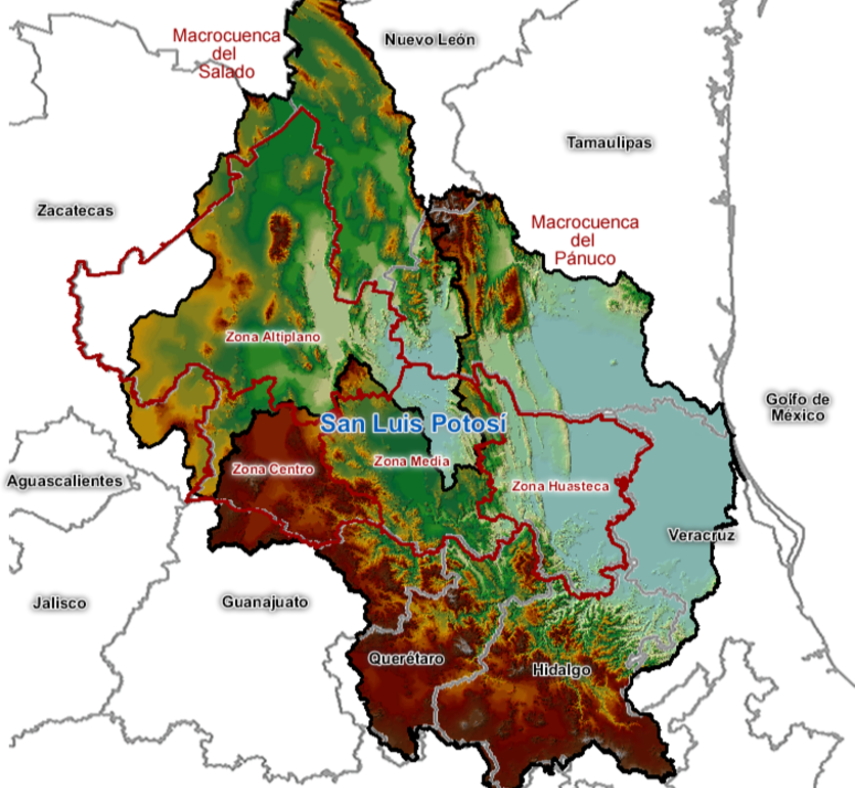 Macrocuenca
del
Salado
Nuevo León
Tamaulipas
Zacatecas
Macrocuenca
del
Pánuco
Zona Altiplano
Golfo de
México
San Luis Potosí
Zona Centro
Zona Media
Aguascalientes
Zona Huasteca
Veracruz
Jalisco
Guanajuato
Querétaro
Hidalgo